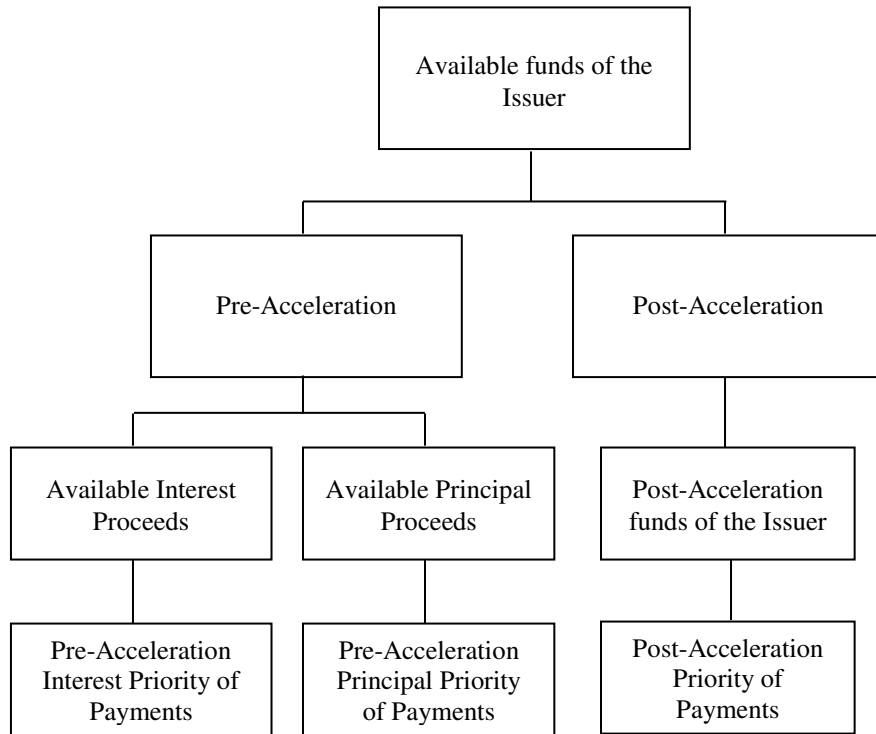 Available funds of the
Issuer
Pre-Acceleration
Post-Acceleration
Available Interest
Proceeds
Available Principal
Proceeds
Post-Acceleration
funds of the Issuer
Pre-Acceleration
Interest Priority of
Payments
Pre-Acceleration
Principal Priority
of Payments
Post-Acceleration
Priority of
Payments